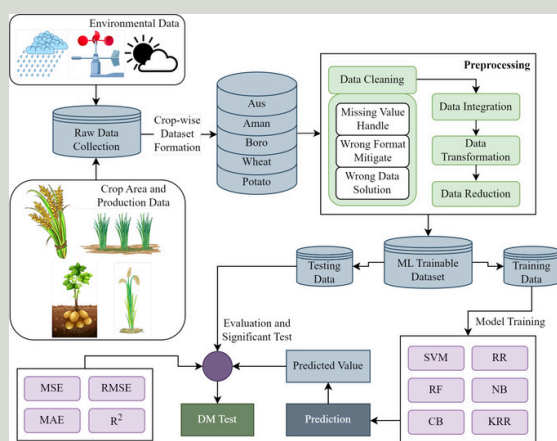 Environmental Data
Raw Data
Collection
Crop-wise
Dataset
Formation
Aus
Aman
Boro
Wheat
Potato
Preprocessing
Data Cleaning
Missing Value
Handle
Wrong Format
Mitigate
Wrong Data
Solution
Data Integration
Data
Transformation
Data Reduction
Crop Area and
Production Data
Testing
Data
ML Trainable
Dataset
Training
Data
Model Training
Evaluation and
Significant Test
MSE
RMSE
MAE
R²
DM Test
Predicted Value
Prediction
SVM
RR
RF
NB
CB
KRR